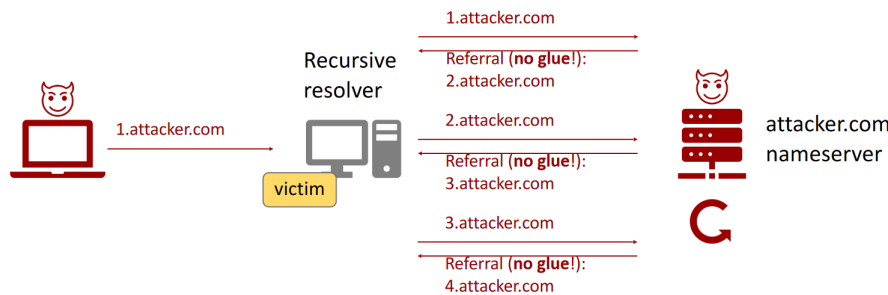 1.attacker.com
Recursive
resolver
victim
1.attacker.com
Referral (no glue!):
2.attacker.com
2.attacker.com
Referral (no glue!):
3.attacker.com
3.attacker.com
Referral (no glue!):
4.attacker.com
attacker.com
nameserver